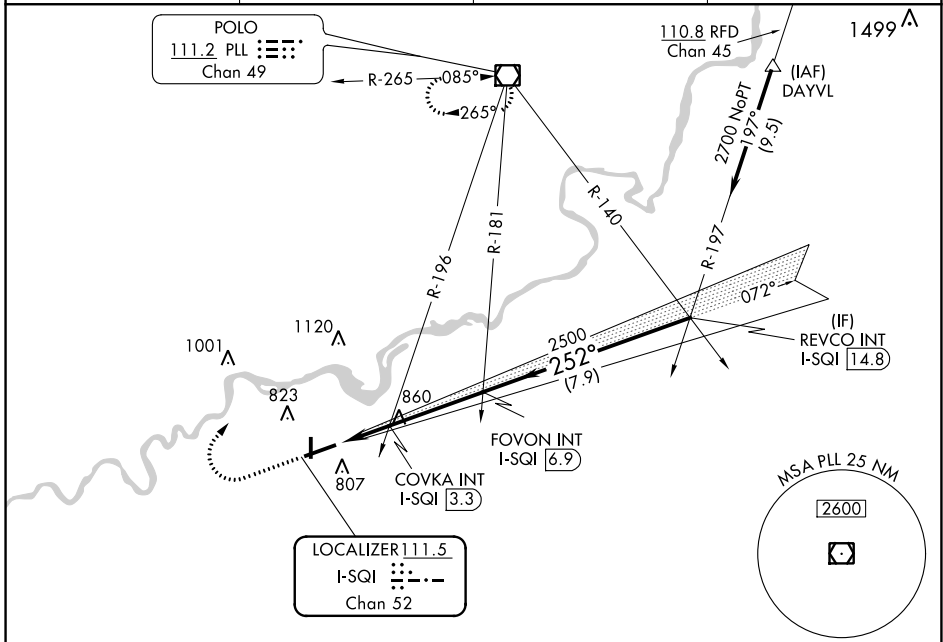 POLO
111.2 PLL
Chan 49
R-265
085°
265°
110.8 RFD
Chan 45
1499
(IAF)
DAYVL
2700 NoPT
197°
(9.5)
R-140
R-181
R-196
R-197
072°
(IF)
REVCO INT
I-SQI 14.8
2500
252°
(7.9)
1120
1001
823
860
807
FOVON INT
I-SQI 6.9
COVKA INT
I-SQI 3.3
LOCALIZER 111.5
I-SQI
Chan 52
MSA PLL 25 NM
2600